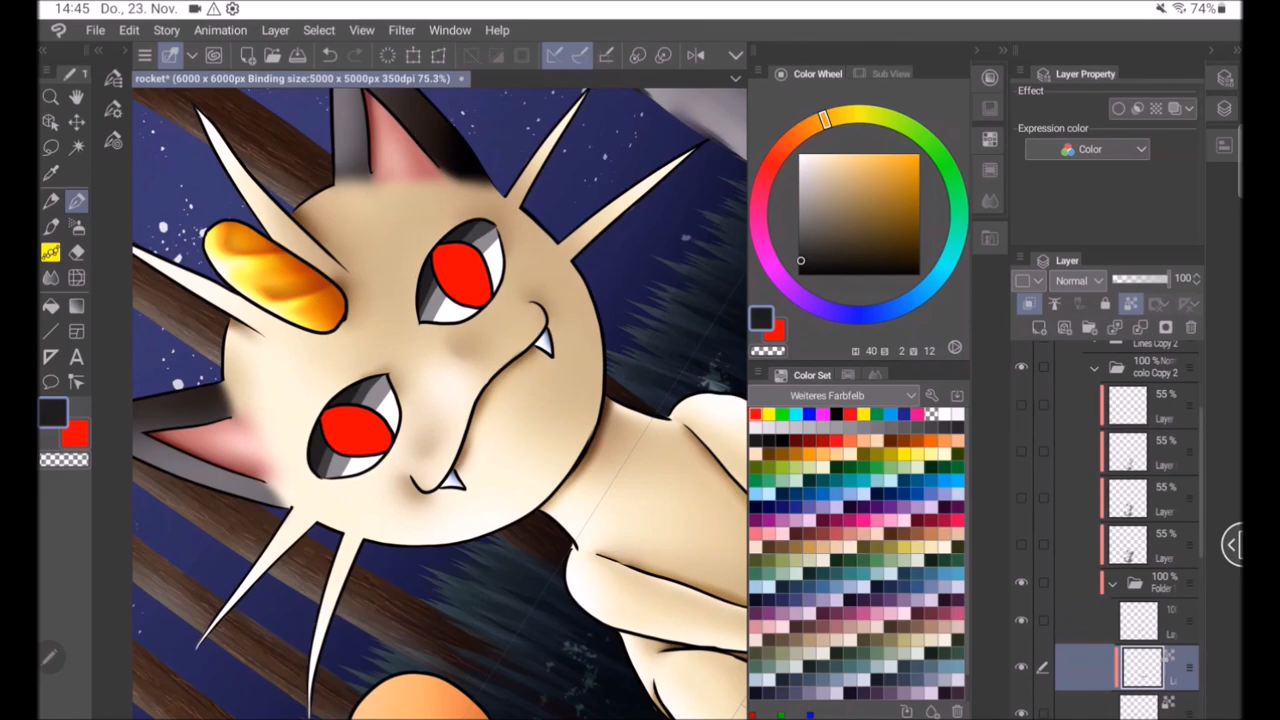 14:45 Do., 23. Nov. 74%
File Edit Story Animation Layer Select View Filter Window Help
rocket* (6000 x 6000px Binding size:5000 x 5000px 350dpi 75.3%)
Color Wheel Sub View
Layer Property
Effect
Expression color
Color
Layer
Normal 100
H 40 S 2 V 12
Lines Copy 2
100 %
colo Copy 2
Color Set
Weiteres Farbfelb
55 %
Layer
55 %
Layer
55 %
Layer
55 %
Layer
100 %
Folder